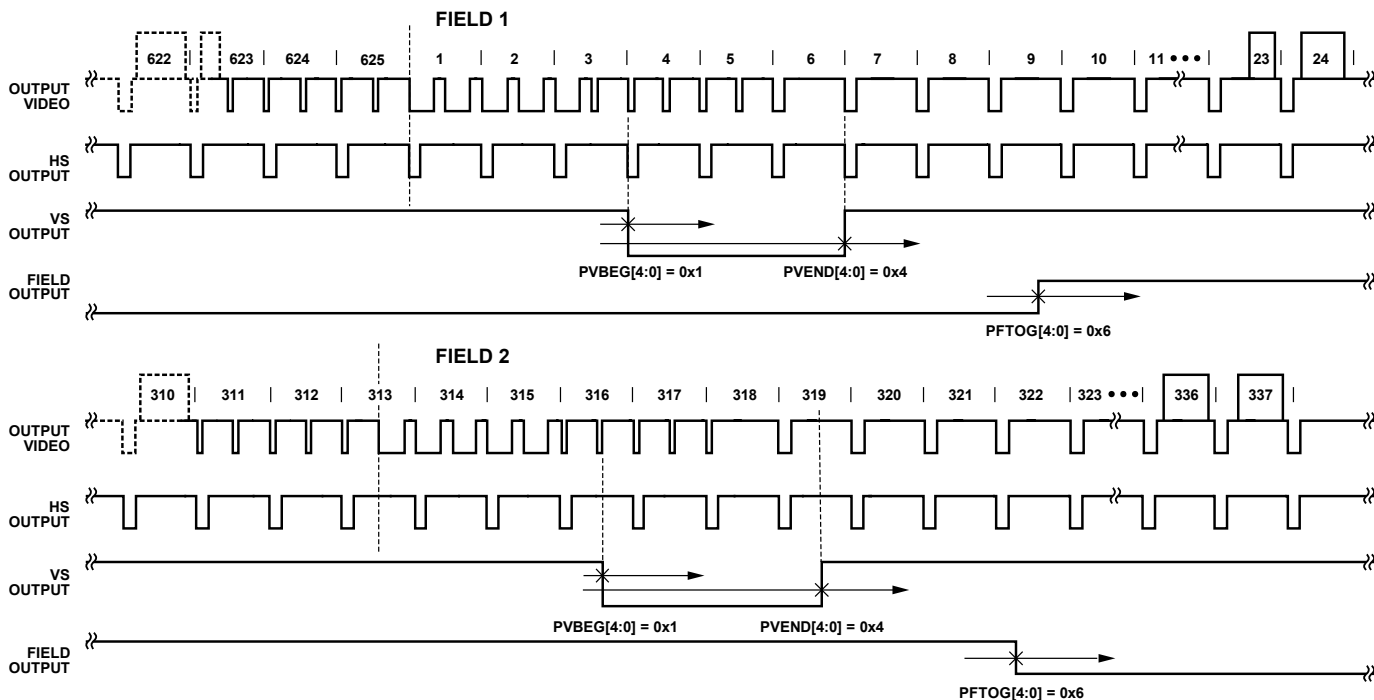 FIELD 1
622 623 624 625 1 2 3 4 5 6 7 8 9 10 11 ••• 23 24
OUTPUT
VIDEO
HS
OUTPUT
VS
OUTPUT
PVBEG[4:0] = 0x1 PVEND[4:0] = 0x4
FIELD
OUTPUT
PFTOG[4:0] = 0x6
FIELD 2
310 311 312 313 314 315 316 317 318 319 320 321 322 323 ••• 336 337
OUTPUT
VIDEO
HS
OUTPUT
VS
OUTPUT
PVBEG[4:0] = 0x1 PVEND[4:0] = 0x4
FIELD
OUTPUT
PFTOG[4:0] = 0x6